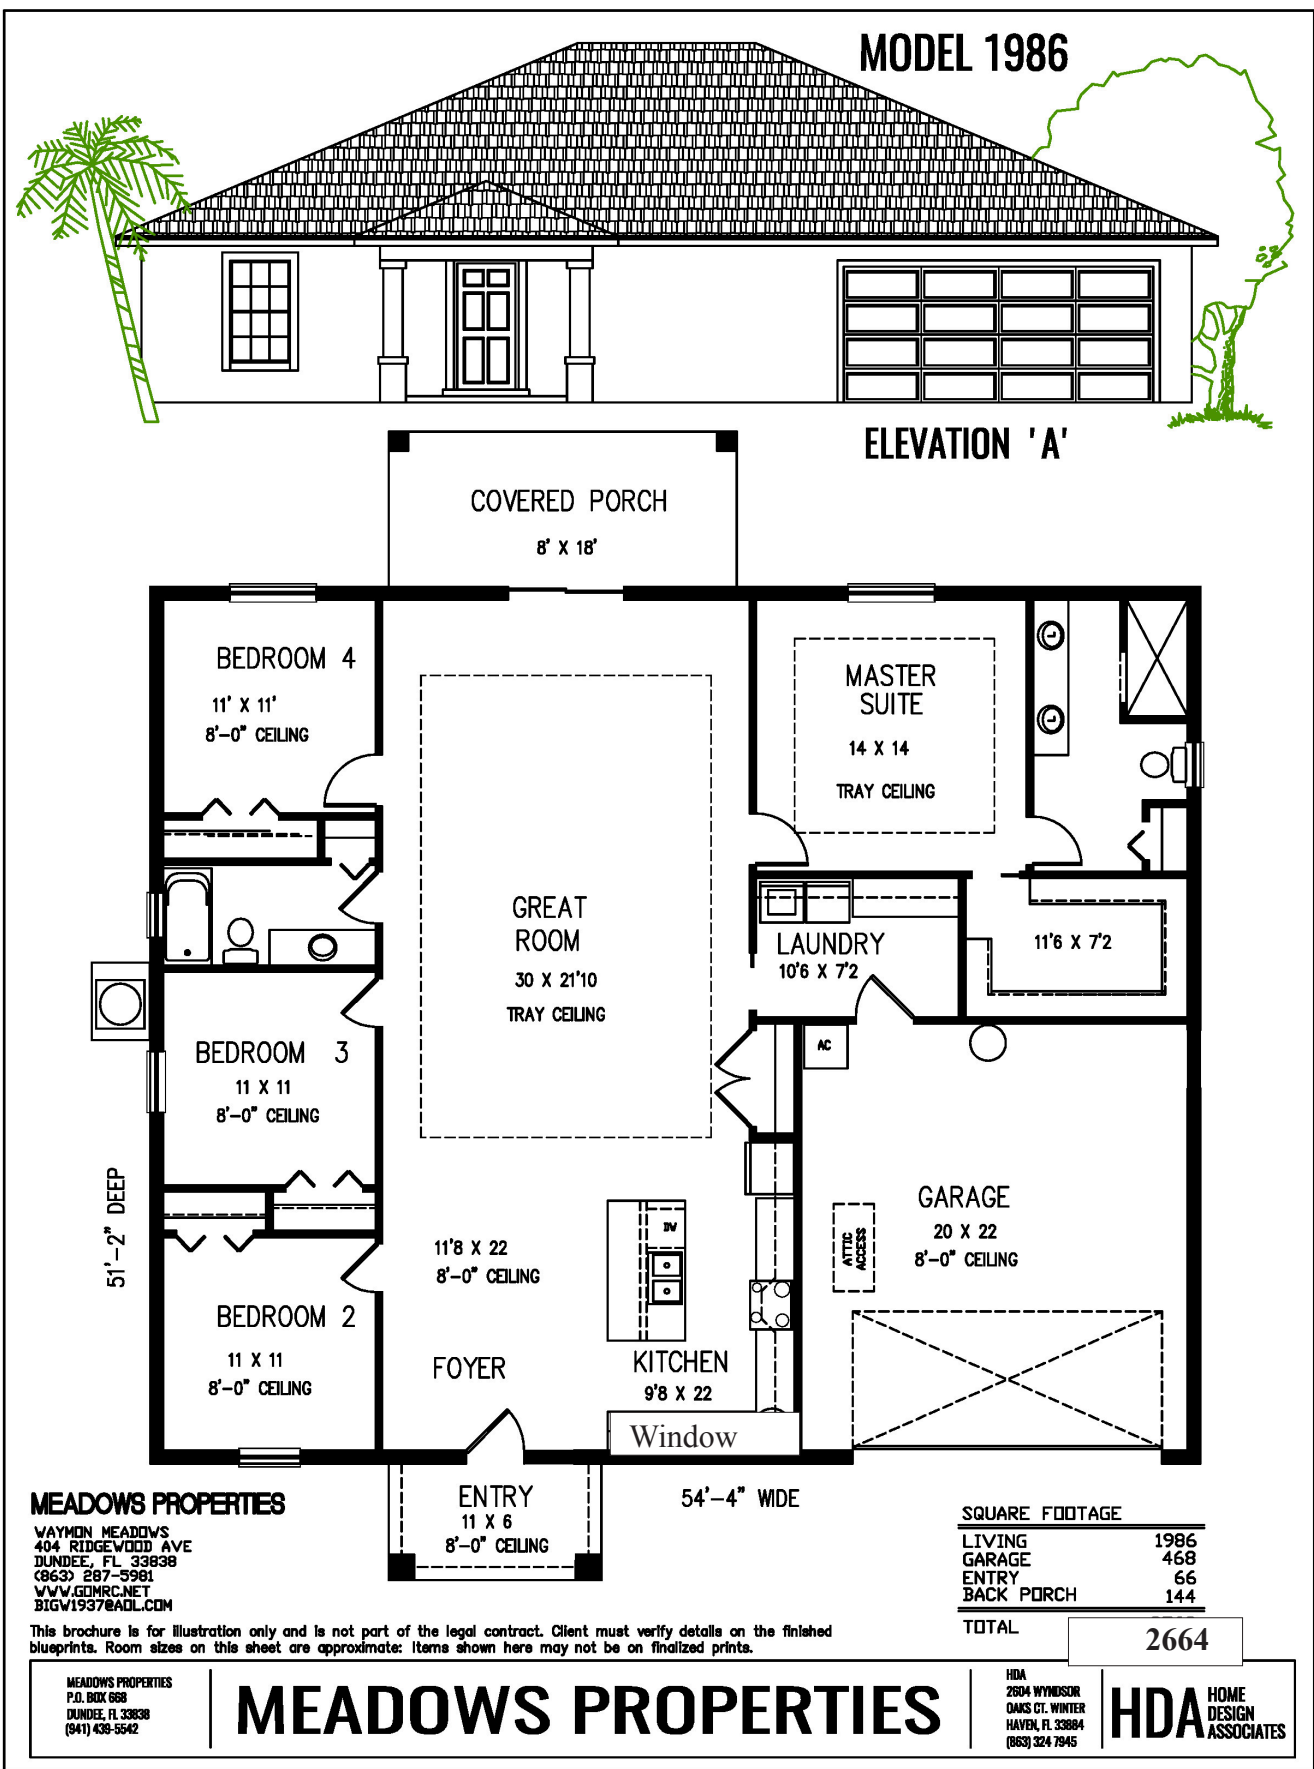 MODEL 1986
ELEVATION 'A'
COVERED PORCH
8' X 18'
BEDROOM 4
11' X 11'
8'-0" CEILING
MASTER
SUITE
14 X 14
TRAY CEILING
GREAT
ROOM
30 X 21'10
TRAY CEILING
LAUNDRY
10'6 X 7'2
11'6 X 7'2
BEDROOM 3
11 X 11
8'-0" CEILING
AC
51'-2" DEEP
GARAGE
20 X 22
8'-0" CEILING
ATTIC
ACCESS
DW
11'8 X 22
8'-0" CEILING
BEDROOM 2
11 X 11
8'-0" CEILING
FOYER
KITCHEN
9'8 X 22
Window
ENTRY
11 X 6
8'-0" CEILING
54'-4" WIDE
MEADOWS PROPERTIES
WAYMON MEADOWS
404 RIDGEWOOD AVE
DUNDEE, FL 33838
(863) 287-5981
WWW.GOMRC.NET
BIGW1937@AOL.COM
SQUARE FOOTAGE
LIVING 1986
GARAGE 468
ENTRY 66
BACK PORCH 144
TOTAL 2664
This brochure is for illustration only and is not part of the legal contract. Client must verify details on the finished
blueprints. Room sizes on this sheet are approximate: Items shown here may not be on finalized prints.
MEADOWS PROPERTIES
P.O. BOX 668
DUNDEE, FL 33838
(941) 439-5542
MEADOWS PROPERTIES
HDA
2604 WYNDSOR
OAKS CT. WINTER
HAVEN, FL 33884
(863) 324 7945
HDA HOME
DESIGN
ASSOCIATES